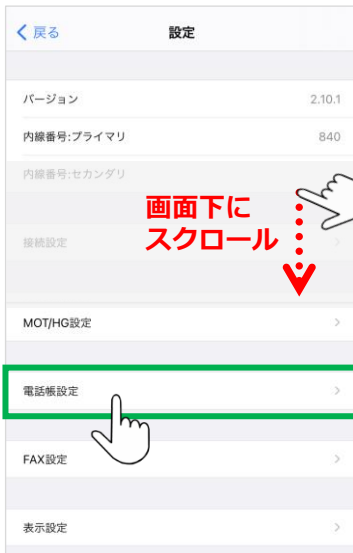 戻る
設定
バージョン 2.10.1
内線番号:プライマリ 840
内線番号:セカンダリ
画面下に
スクロール
接続設定
MOT/HG設定
電話帳設定
FAX設定
表示設定